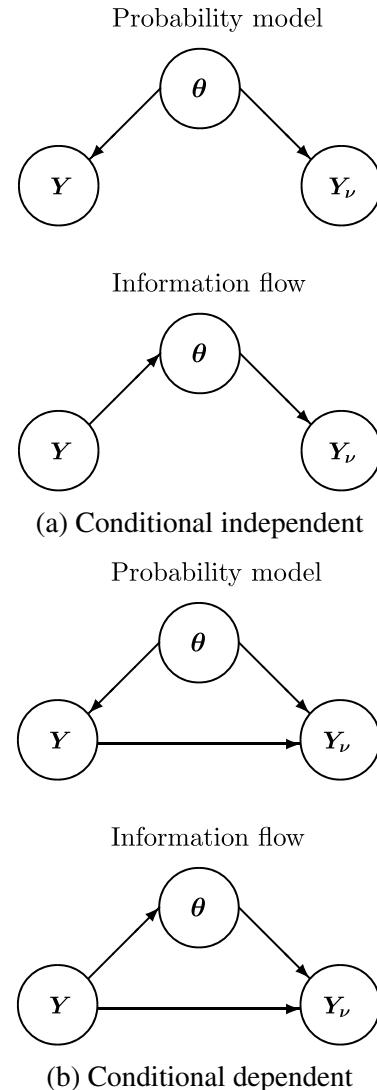 Probability model
θ
Y
Y_ν
Information flow
θ
Y
Y_ν
(a) Conditional independent
Probability model
θ
Y
Y_ν
Information flow
θ
Y
Y_ν
(b) Conditional dependent